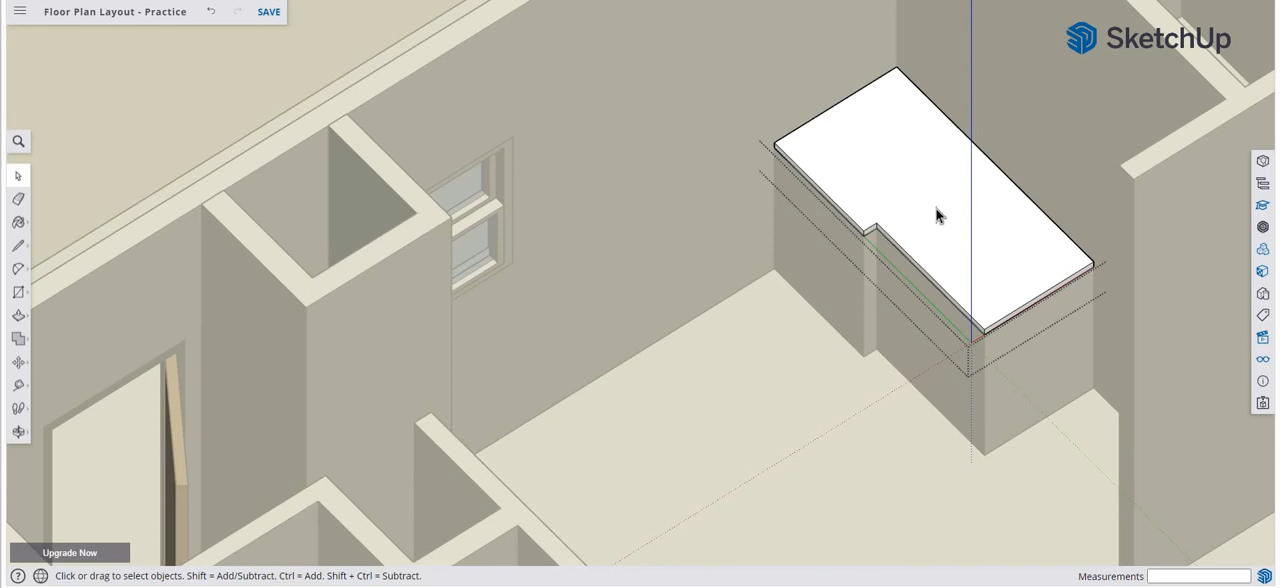 Floor Plan Layout - Practice
SAVE
SketchUp
Upgrade Now
Click or drag to select objects. Shift = Add/Subtract. Ctrl = Add. Shift + Ctrl = Subtract.
Measurements